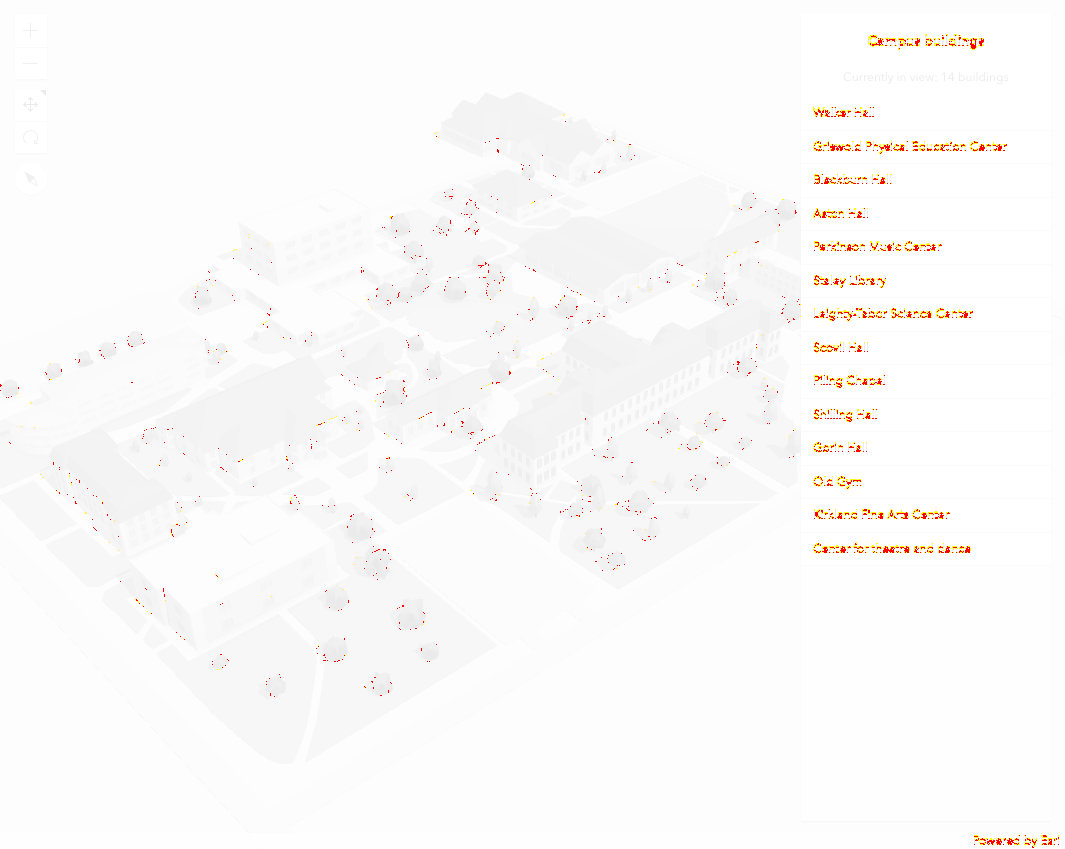 Campus buildings
Currently in view: 14 buildings
Walker Hall
Griswold Physical Education Center
Blackburn Hall
Aston Hall
Perkinson Music Center
Staley Library
Leighty-Tabor Science Center
Scovill Hall
Pilling Chapel
Shilling Hall
Gorin Hall
Old Gym
Kirkland Fine Arts Center
Center for theatre and dance
Powered by Esri